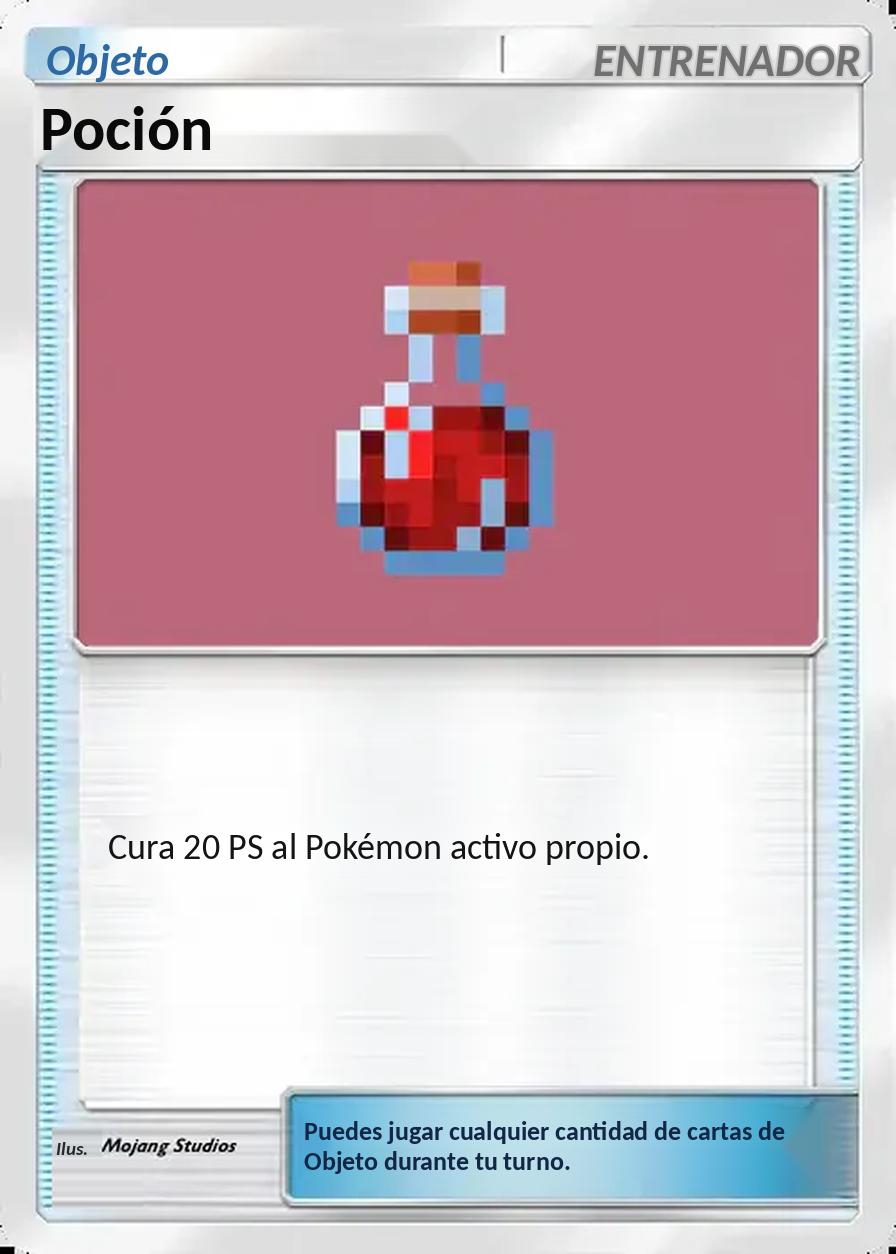 Objeto
ENTRENADOR
Poción
Cura 20 PS al Pokémon activo propio.
Ilus. Mojang Studios
Puedes jugar cualquier cantidad de cartas de
Objeto durante tu turno.